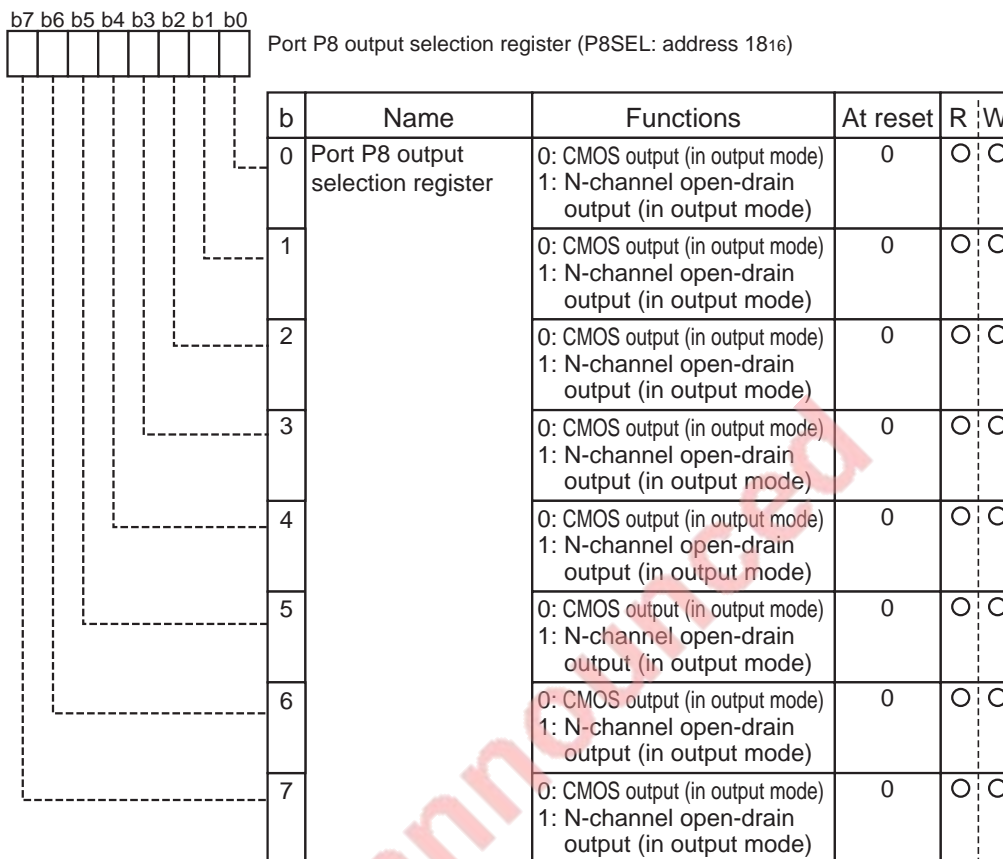 b7 b6 b5 b4 b3 b2 b1 b0
Port P8 output selection register (P8SEL: address 1816)
b Name Functions At reset R W
0 Port P8 output selection register 0: CMOS output (in output mode) 0 O O
1: N-channel open-drain
output (in output mode)
1 0: CMOS output (in output mode) 0 O O
1: N-channel open-drain
output (in output mode)
2 0: CMOS output (in output mode) 0 O O
1: N-channel open-drain
output (in output mode)
3 0: CMOS output (in output mode) 0 O O
1: N-channel open-drain
output (in output mode)
4 0: CMOS output (in output mode) 0 O O
1: N-channel open-drain
output (in output mode)
5 0: CMOS output (in output mode) 0 O O
1: N-channel open-drain
output (in output mode)
6 0: CMOS output (in output mode) 0 O O
1: N-channel open-drain
output (in output mode)
7 0: CMOS output (in output mode) 0 O O
1: N-channel open-drain
output (in output mode)